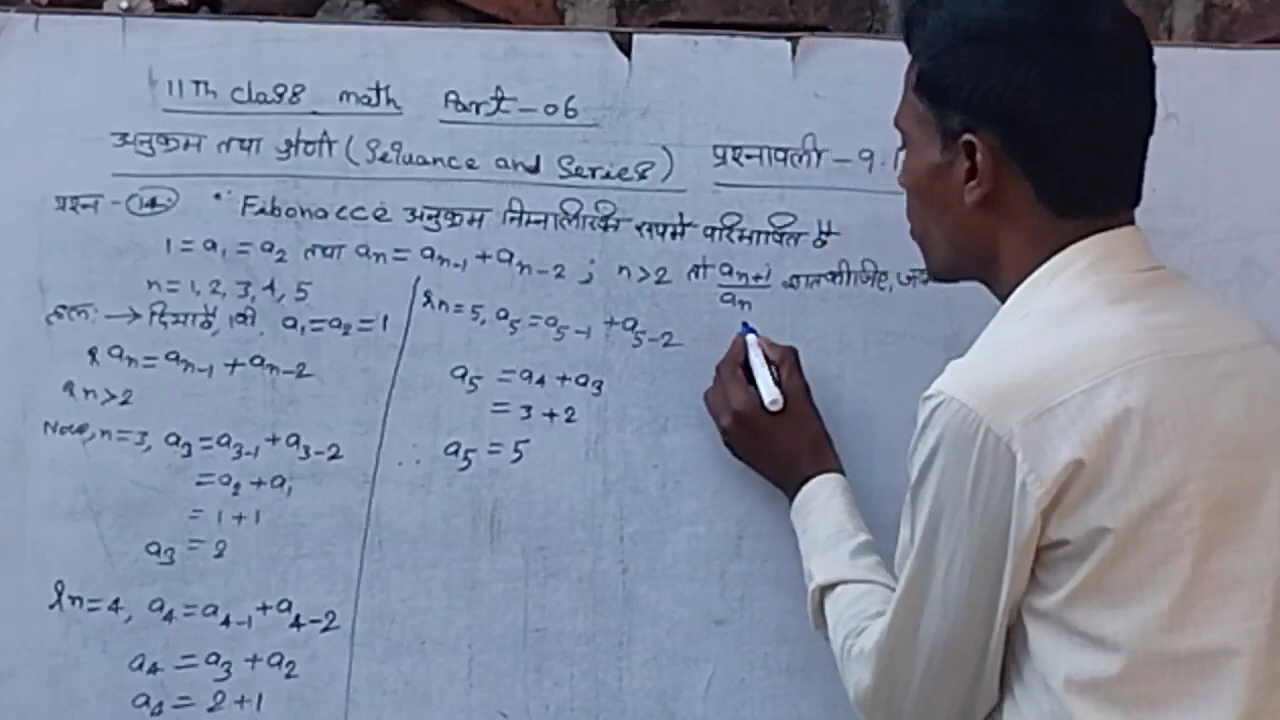 11Th class math Part-06
अनुक्रम तथा श्रेणी (Sequance and Series) प्रश्नावली - 9.
प्रश्न - (14) Fibonacce अनुक्रम निम्नलिखित रूपमे परिभाषित है
1 = a₁ = a₂ तथा aₙ = aₙ₋₁ + aₙ₋₂ ; n>2 तो aₙ₊₁/aₙ ज्ञातकीजिए,
n = 1, 2, 3, 4, 5
हल: → दियाहै, कि, a₁ = a₂ = 1
& aₙ = aₙ₋₁ + aₙ₋₂
& n>2
Now, n=3, a₃ = a₃₋₁ + a₃₋₂
= a₂ + a₁
= 1 + 1
a₃ = 2
& n=4, a₄ = a₄₋₁ + a₄₋₂
a₄ = a₃ + a₂
a₄ = 2 + 1
& n=5, a₅ = a₅₋₁ + a₅₋₂
a₅ = a₄ + a₃
= 3 + 2
∴ a₅ = 5